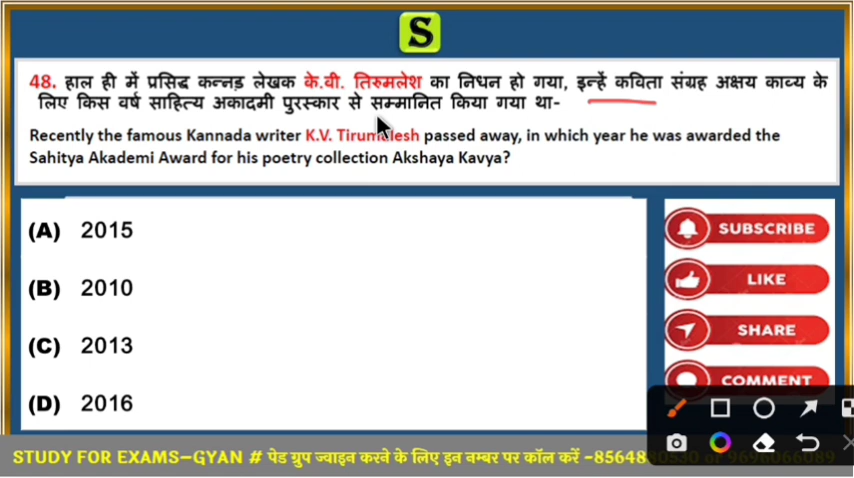 S
48. हाल ही में प्रसिद्ध कन्नड़ लेखक के.वी. तिरुमलेश का निधन हो गया, इन्हें कविता संग्रह अक्षय काव्य के
लिए किस वर्ष साहित्य अकादमी पुरस्कार से सम्मानित किया गया था-
Recently the famous Kannada writer K.V. Tirumalesh passed away, in which year he was awarded the
Sahitya Akademi Award for his poetry collection Akshaya Kavya?
(A) 2015
(B) 2010
(C) 2013
(D) 2016
SUBSCRIBE
LIKE
SHARE
COMMENT
STUDY FOR EXAMS–GYAN # पेड ग्रुप ज्वाइन करने के लिए इन नम्बर पर कॉल करें